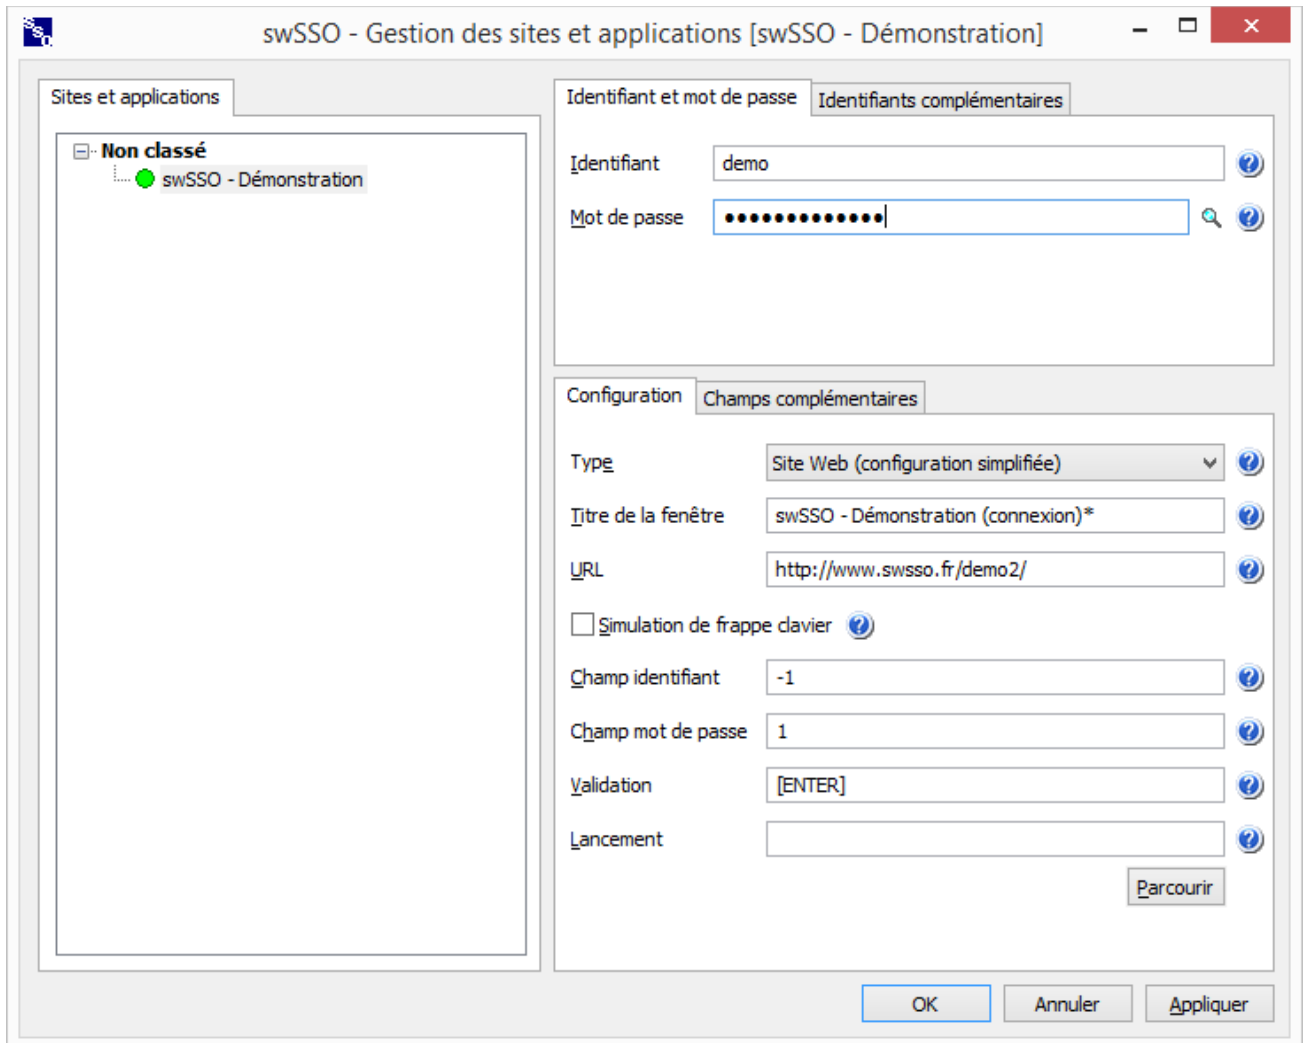 SSO
swSSO - Gestion des sites et applications [swSSO - Démonstration]
Sites et applications
Non classé
swSSO - Démonstration
Identifiant et mot de passe
Identifiants complémentaires
Identifiant
demo
Mot de passe
●●●●●●●●●●●●●
Configuration
Champs complémentaires
Type
Site Web (configuration simplifiée)
Titre de la fenêtre
swSSO - Démonstration (connexion)*
URL
http://www.swsso.fr/demo2/
Simulation de frappe clavier
Champ identifiant
-1
Champ mot de passe
1
Validation
[ENTER]
Lancement
Parcourir
OK
Annuler
Appliquer